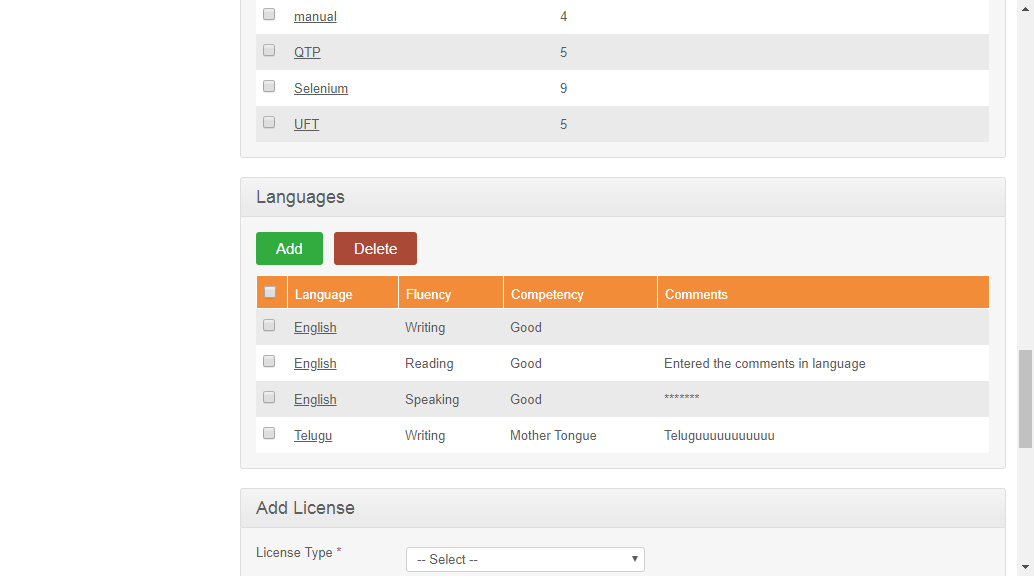 manual 4
QTP 5
Selenium 9
UFT 5
Languages
Add Delete
Language Fluency Competency Comments
English Writing Good
English Reading Good Entered the comments in language
English Speaking Good *******
Telugu Writing Mother Tongue Teluguuuuuuuuuuu
Add License
License Type * -- Select --